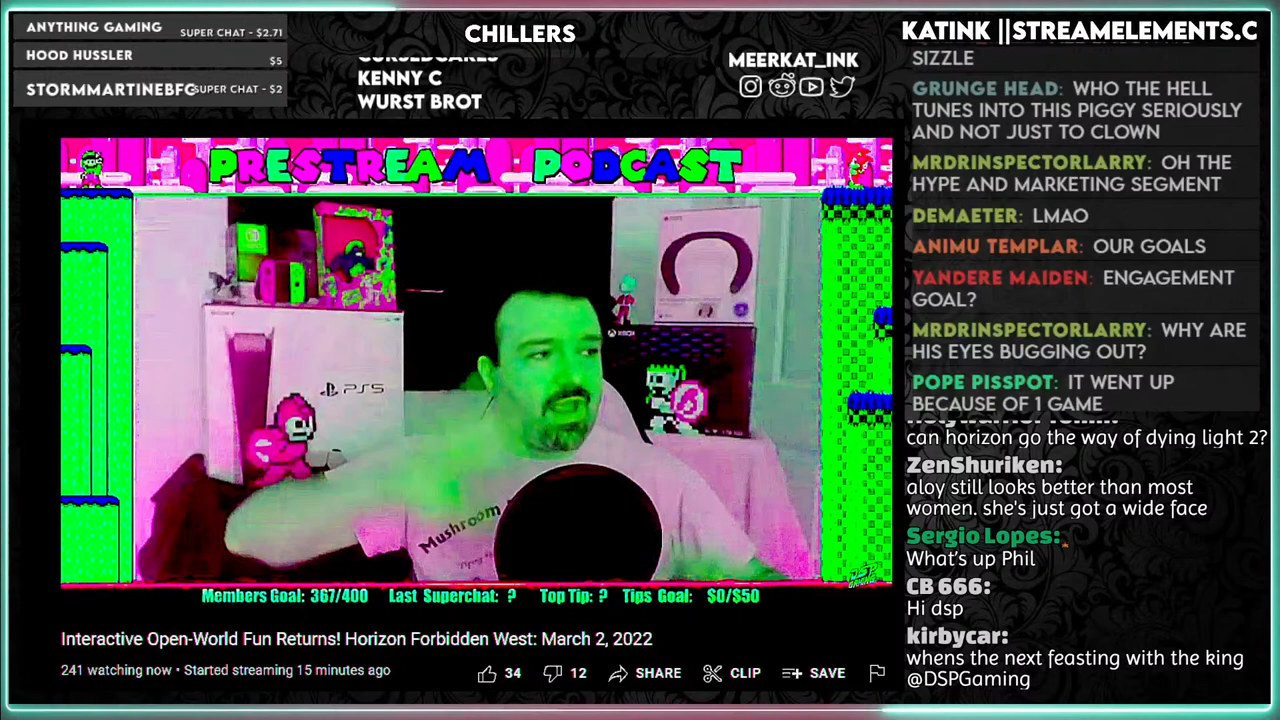 ANYTHING GAMING SUPER CHAT - $2.71
HOOD HUSSLER $5
STORMMARTINEBFC SUPER CHAT - $2
CHILLERS
CURSEDCAKES
KENNY C
WURST BROT
MEERKAT_INK
KATINK ||STREAMELEMENTS.C
SIZZLE
GRUNGE HEAD: WHO THE HELL
TUNES INTO THIS PIGGY SERIOUSLY
AND NOT JUST TO CLOWN
MRDRINSPECTORLARRY: OH THE
HYPE AND MARKETING SEGMENT
DEMAETER: LMAO
ANIMU TEMPLAR: OUR GOALS
YANDERE MAIDEN: ENGAGEMENT
GOAL?
MRDRINSPECTORLARRY: WHY ARE
HIS EYES BUGGING OUT?
POPE PISSPOT: IT WENT UP
BECAUSE OF 1 GAME
can horizon go the way of dying light 2?
ZenShuriken:
aloy still looks better than most
women. she's just got a wide face
Sergio Lopes:
What's up Phil
CB 666:
Hi dsp
kirbycar:
whens the next feasting with the king
@DSPGaming
PRESTREAM PODCAST
SONY
PS5
XBOX
Mushroom
DSP
GAMING
Members Goal: 367/400 Last Superchat: ? Top Tip: ? Tips Goal: $0/$50
Interactive Open-World Fun Returns! Horizon Forbidden West: March 2, 2022
241 watching now • Started streaming 15 minutes ago
34 12 SHARE CLIP SAVE